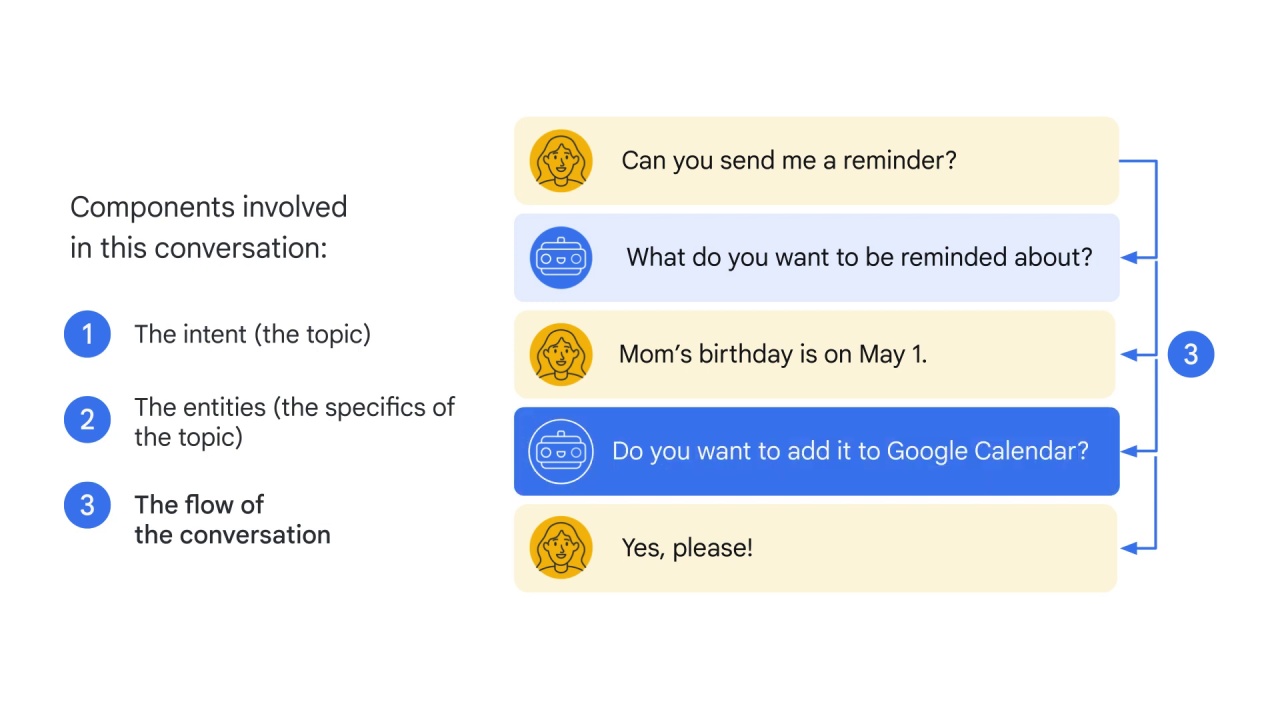 Components involved
in this conversation:
1 The intent (the topic)
2 The entities (the specifics of
the topic)
3 The flow of
the conversation
Can you send me a reminder?
What do you want to be reminded about?
Mom’s birthday is on May 1.
Do you want to add it to Google Calendar?
Yes, please!
3